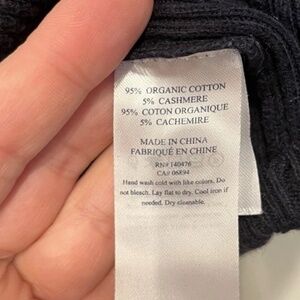 95% ORGANIC COTTON
5% CASHMERE
95% COTON ORGANIQUE
5% CACHEMIRE
MADE IN CHINA
FABRIQUÉ EN CHINE
RN# 140476
CA# 06894
Hand wash cold with like colors. Do
not bleach. Lay flat to dry. Cool iron if
needed. Dry cleanable.